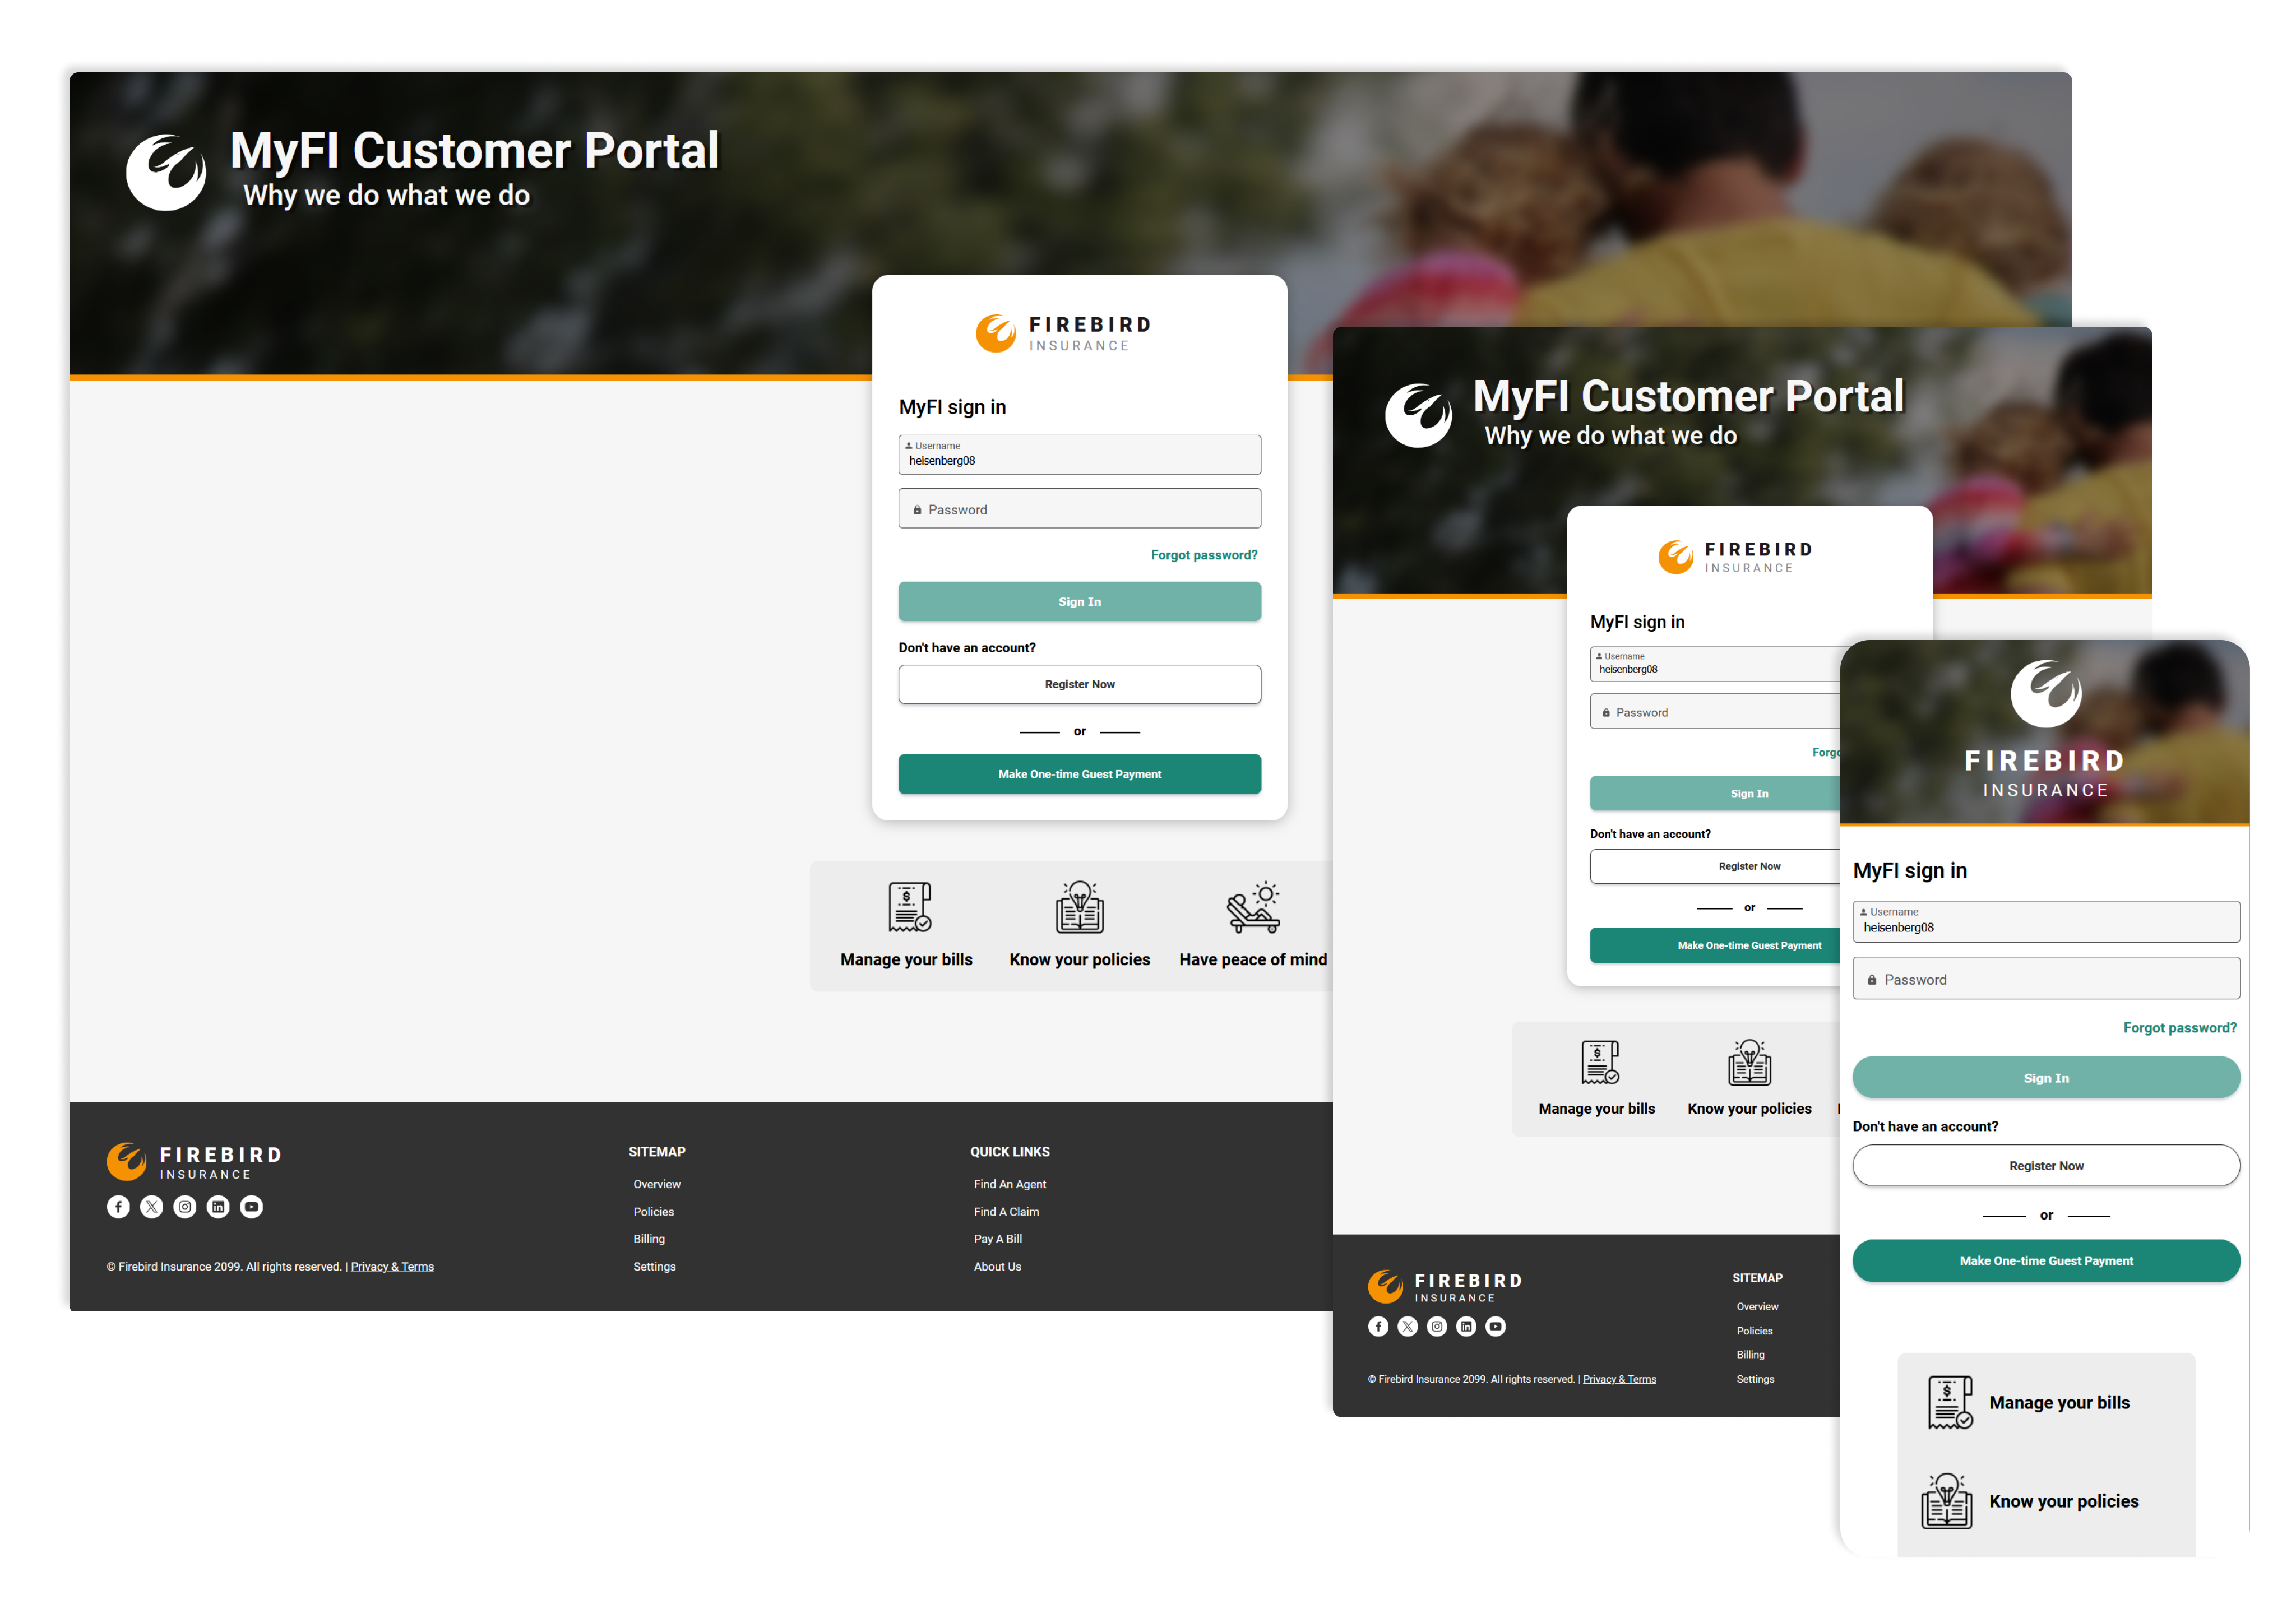 MyFI Customer Portal
Why we do what we do
FIREBIRD
INSURANCE
MyFI sign in
Username
heisenberg08
Password
Forgot password?
Sign In
Don't have an account?
Register Now
or
Make One-time Guest Payment
Manage your bills
Know your policies
Have peace of mind
FIREBIRD
INSURANCE
© Firebird Insurance 2099. All rights reserved. | Privacy & Terms
SITEMAP
Overview
Policies
Billing
Settings
QUICK LINKS
Find An Agent
Find A Claim
Pay A Bill
About Us
MyFI Customer Portal
Why we do what we do
FIREBIRD
INSURANCE
MyFI sign in
Username
heisenberg08
Password
Sign In
Don't have an account?
Register Now
or
Make One-time Guest Payment
Manage your bills
Know your policies
FIREBIRD
INSURANCE
© Firebird Insurance 2099. All rights reserved. | Privacy & Terms
SITEMAP
Overview
Policies
Billing
Settings
FIREBIRD
INSURANCE
MyFI sign in
Username
heisenberg08
Password
Forgot password?
Sign In
Don't have an account?
Register Now
or
Make One-time Guest Payment
Manage your bills
Know your policies